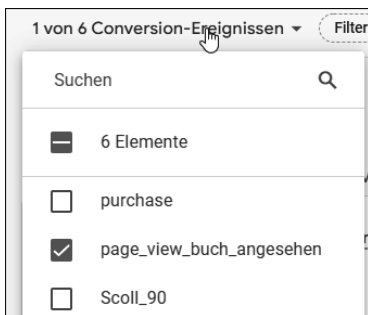 1 von 6 Conversion-Ereignissen
Filter
Suchen
6 Elemente
purchase
page_view_buch_angesehen
Scoll_90